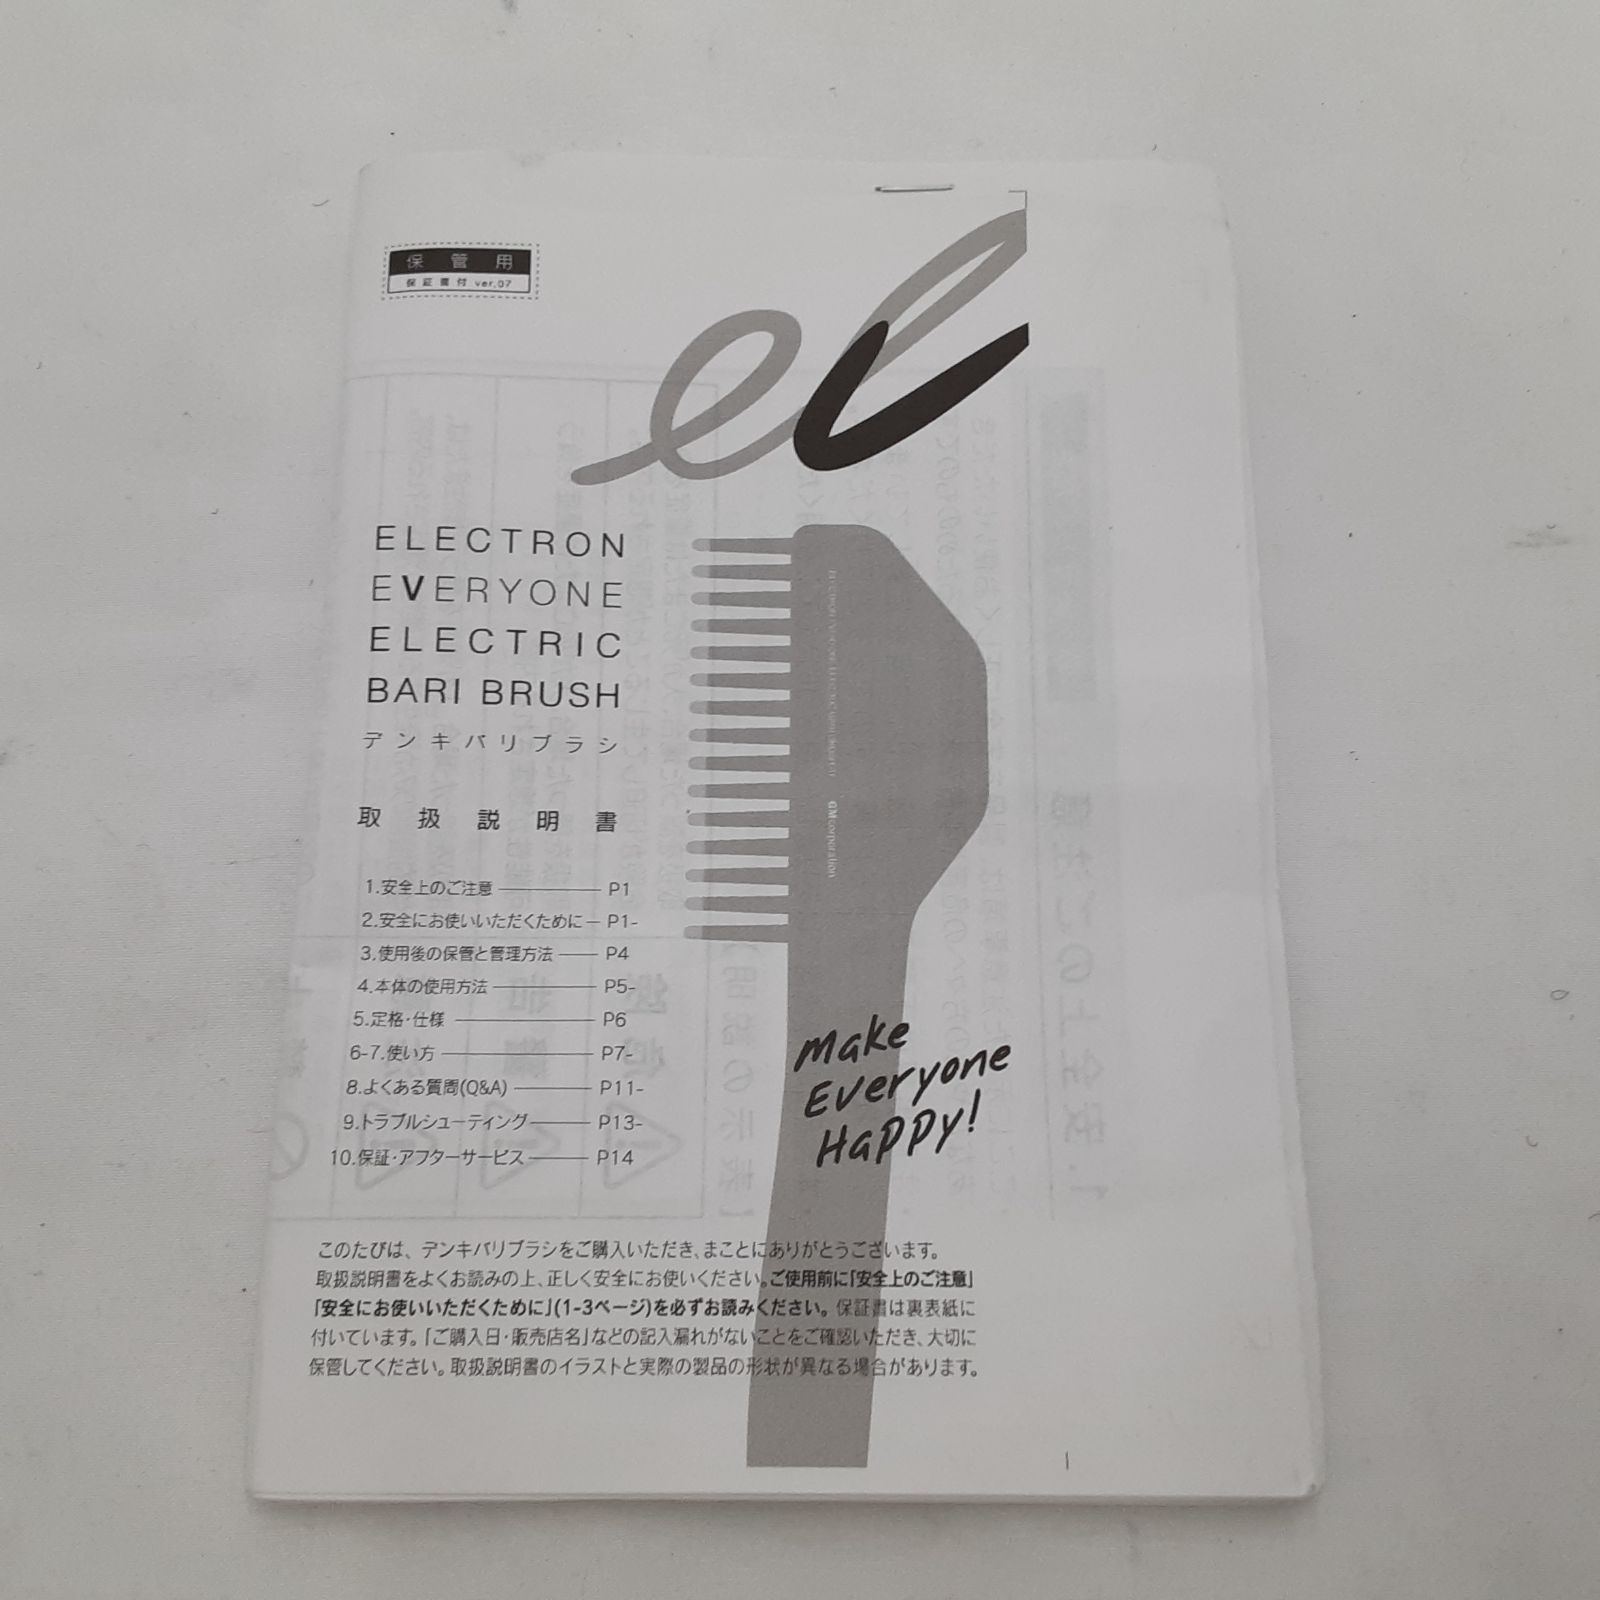 保管用
保証書付 ver.07
el
ELECTRON
EVERYONE
ELECTRIC
BARI BRUSH
デンキバリブラシ
取扱説明書
1.安全上のご注意 P1
2.安全にお使いいただくために P1-
3.使用後の保管と管理方法 P4
4.本体の使用方法 P5-
5.定格・仕様 P6
6-7.使い方 P7-
8.よくある質問(Q&A) P11-
9.トラブルシューティング P13-
10.保証・アフターサービス P14
GMcorporation
Make
Everyone
Happy!
このたびは、デンキバリブラシをご購入いただき、まことにありがとうございます。
取扱説明書をよくお読みの上、正しく安全にお使いください。ご使用前に「安全上のご注意」
「安全にお使いいただくために」(1-3ページ)を必ずお読みください。保証書は裏表紙に
付いています。「ご購入日・販売店名」などの記入漏れがないことをご確認いただき、大切に
保管してください。取扱説明書のイラストと実際の製品の形状が異なる場合があります。